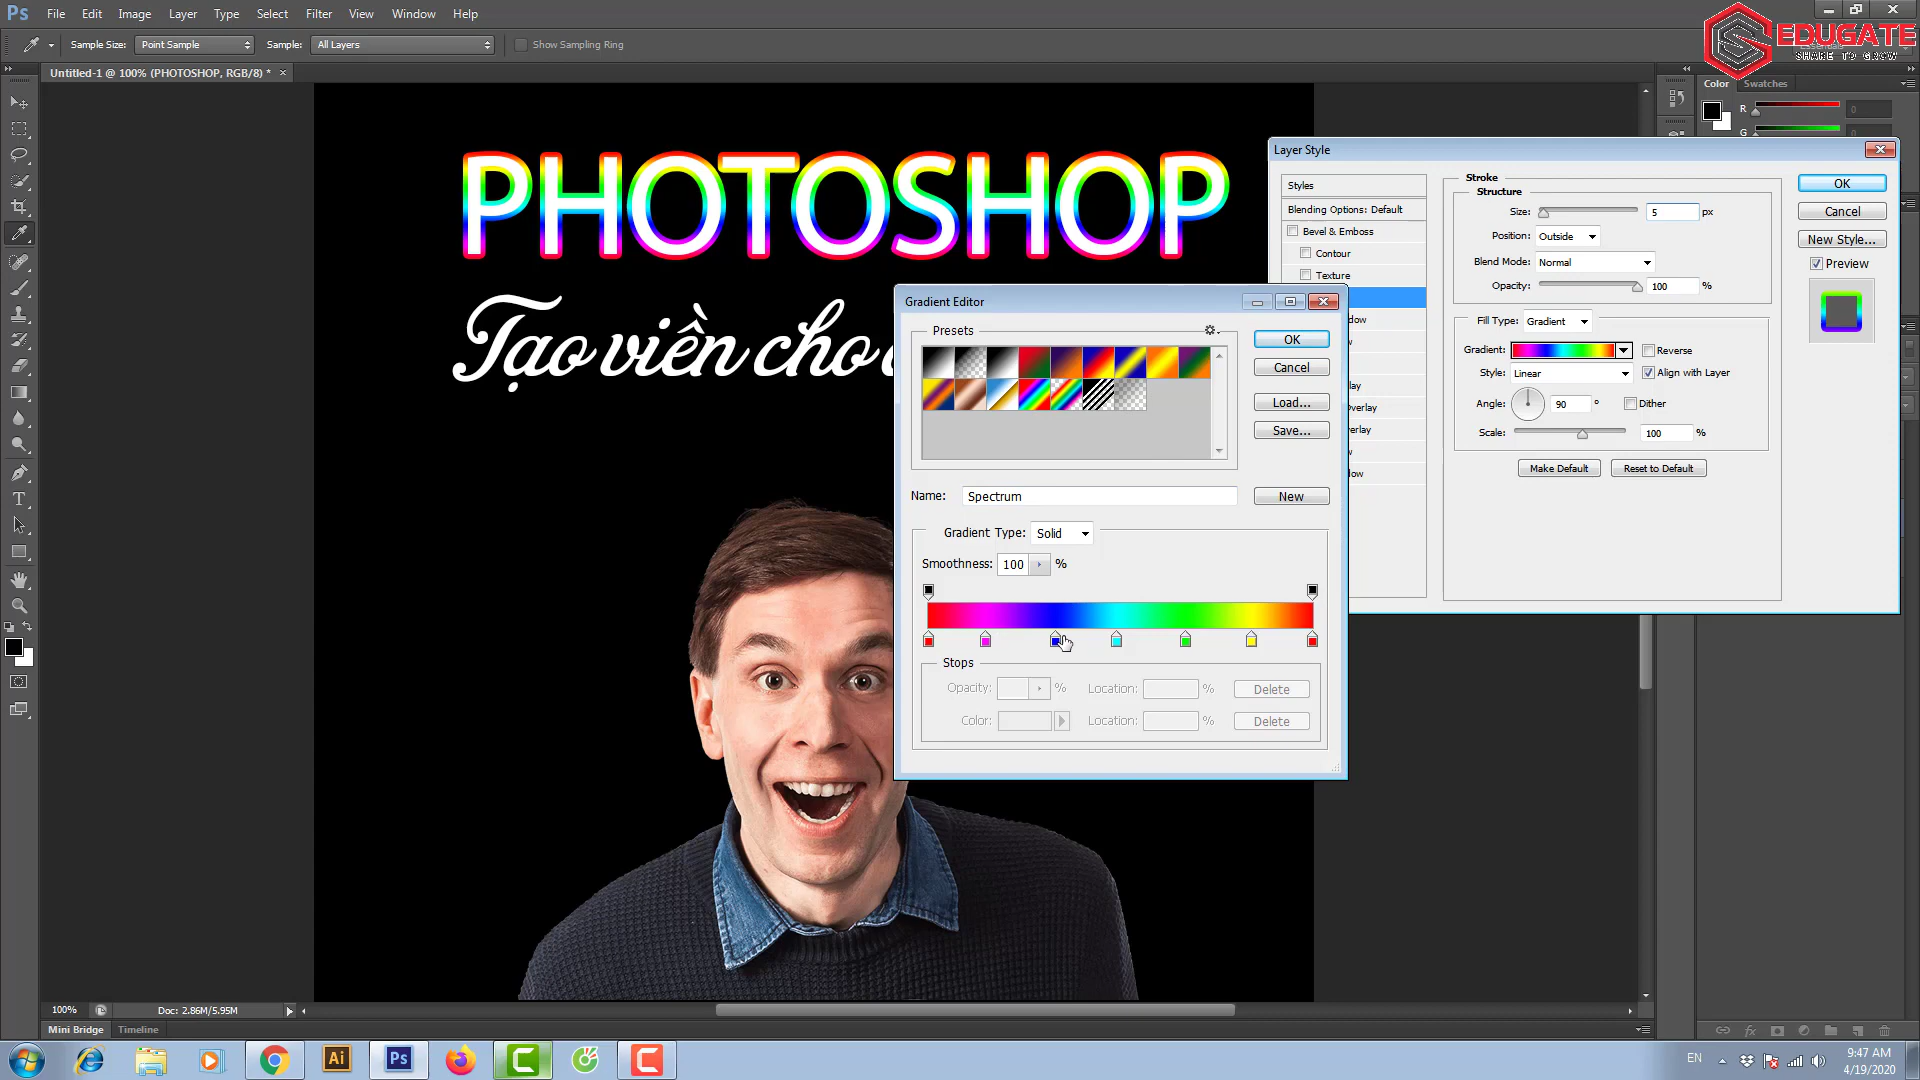 Ps File Edit Image Layer Type Select Filter View Window Help
EDUGATE
SHARE TO GROW
Sample Size: Point Sample Sample: All Layers Show Sampling Ring
Untitled-1 @ 100% (PHOTOSHOP, RGB/8) * ×
Color Swatches
R 0
G
PHOTOSHOP
Tạo viền cho
Layer Style
Styles
Blending Options: Default
Bevel & Emboss
Contour
Texture
Stroke
Structure
Size: 5 px
Position: Outside
Blend Mode: Normal
Opacity: 100 %
Fill Type: Gradient
Gradient: Reverse
Style: Linear Align with Layer
Angle: 90 ° Dither
Scale: 100 %
Make Default Reset to Default
OK
Cancel
New Style...
Preview
Gradient Editor
Presets
OK
Cancel
Load...
Save...
Name: Spectrum New
Gradient Type: Solid
Smoothness: 100 %
Stops
Opacity: % Location: % Delete
Color: Location: % Delete
100% Doc: 2.86M/5.95M
Mini Bridge Timeline
Ai Ps
EN
9:47 AM
4/19/2020